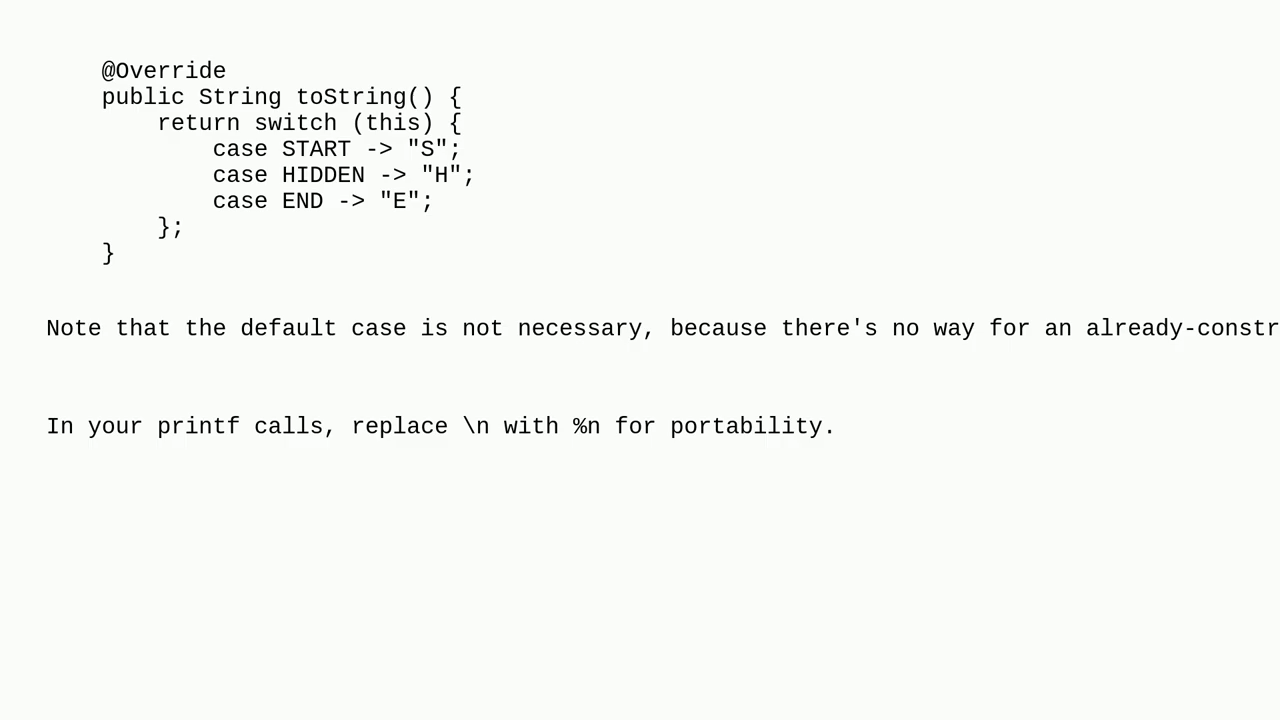 @Override
public String toString() {
return switch (this) {
case START -> "S";
case HIDDEN -> "H";
case END -> "E";
};
}
Note that the default case is not necessary, because there's no way for an already-constr
In your printf calls, replace \n with %n for portability.